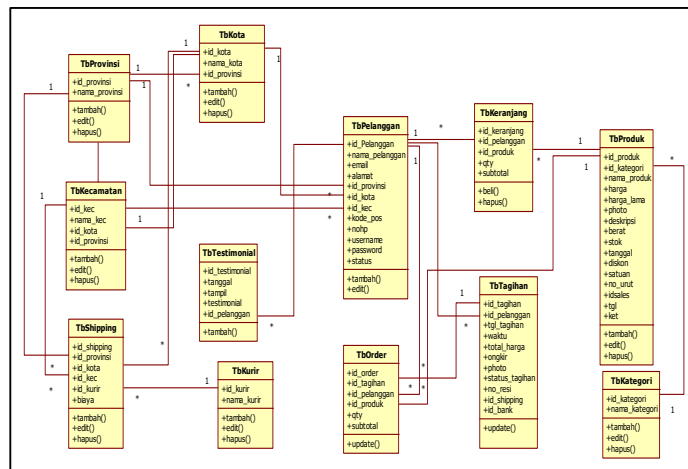 TbProvinsi
+id_provinsi
+nama_provinsi
+tambah()
+edit()
+hapus()
TbKota
+id_kota
+nama_kota
+id_provinsi
+tambah()
+edit()
+hapus()
TbKecamatan
+id_kec
+nama_kec
+id_kota
+id_provinsi
+tambah()
+edit()
+hapus()
TbShipping
+id_shipping
+id_provinsi
+id_kota
+id_kec
+id_kurir
+biaya
+tambah()
+edit()
+hapus()
TbTestimonial
+id_testimonial
+tanggal
+tampil
+testimonial
+id_pelanggan
+tambah()
TbKurir
+id_kurir
+nama_kurir
+tambah()
+edit()
+hapus()
TbPelanggan
+id_Pelanggan
+nama_pelanggan
+email
+alamat
+id_provinsi
+id_kota
+id_kec
+kode_pos
+nohp
+username
+password
+status
+tambah()
+edit()
TbOrder
+id_order
+id_tagihan
+id_pelanggan
+id_produk
+qty
+subtotal
+update()
TbKeranjang
+id_keranjang
+id_pelanggan
+id_produk
+qty
+subtotal
+beli()
+hapus()
TbTagihan
+id_tagihan
+id_pelanggan
+tgl_tagihan
+waktu
+total_harga
+ongkir
+photo
+status_tagihan
+no_resi
+id_shipping
+id_bank
+update()
TbProduk
+id_produk
+id_kategori
+nama_produk
+harga
+harga_lama
+photo
+deskripsi
+berat
+stok
+tanggal
+diskon
+satuan
+no_urut
+idsales
+tgl
+ket
+tambah()
+edit()
+hapus()
TbKategori
+id_kategori
+nama_kategori
+tambah()
+edit()
+hapus()
1
1
1
*
1
1
1
*
*
1
*
*
*
*
*
1
1
1
*
*
1
1
*
1
*
*
*
*
1